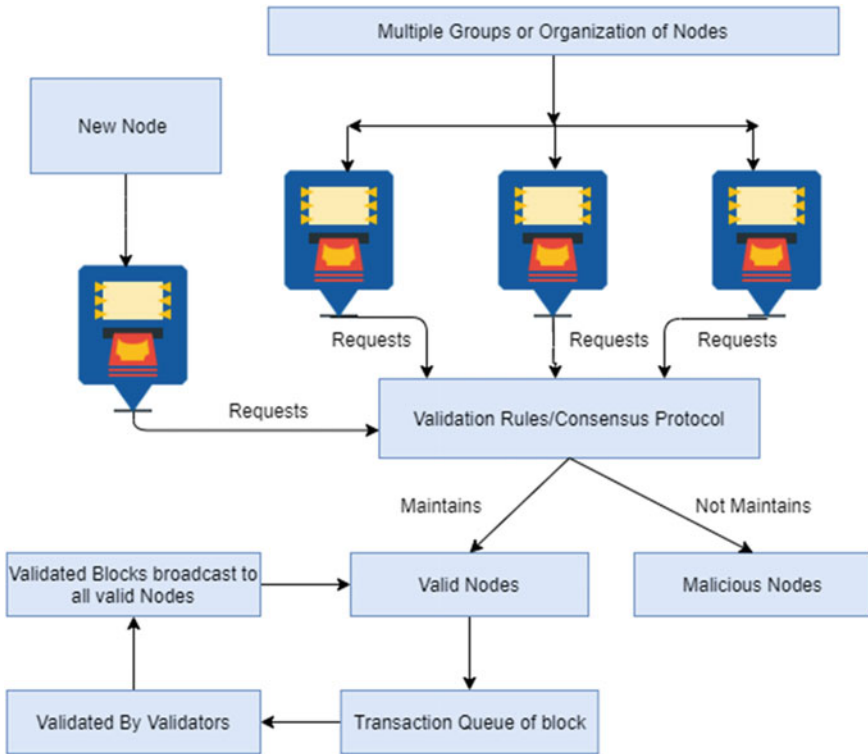 Multiple Groups or Organization of Nodes
New Node
Requests
Requests
Requests
Requests
Validation Rules/Consensus Protocol
Maintains
Not Maintains
Validated Blocks broadcast to
all valid Nodes
Valid Nodes
Malicious Nodes
Validated By Validators
Transaction Queue of block